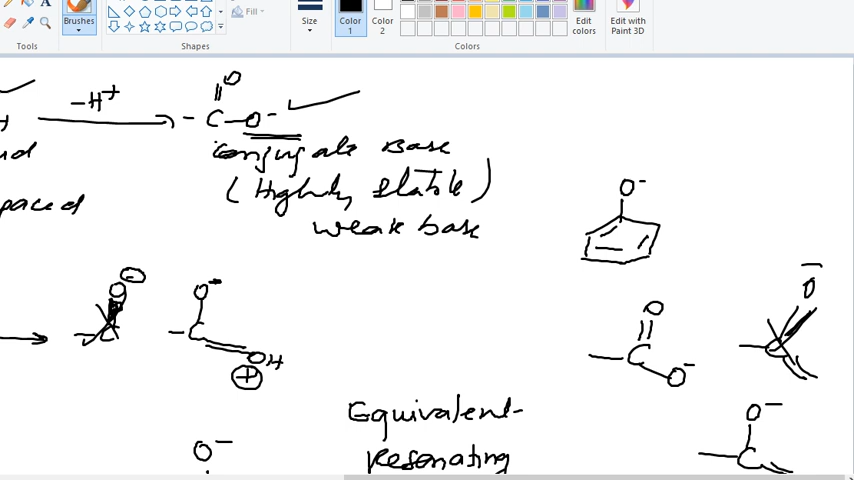 Brushes
Fill
Size
Color
1
Color
2
Edit
colors
Edit with
Paint 3D
Tools
Shapes
Colors
-H+
O
- C - O-
Conjugate Base
(Highly stable)
weak base
paced
O-
O
C
OH
+
O-
O
C
O-
O
O-
C
Equivalent-
Resonating
O-